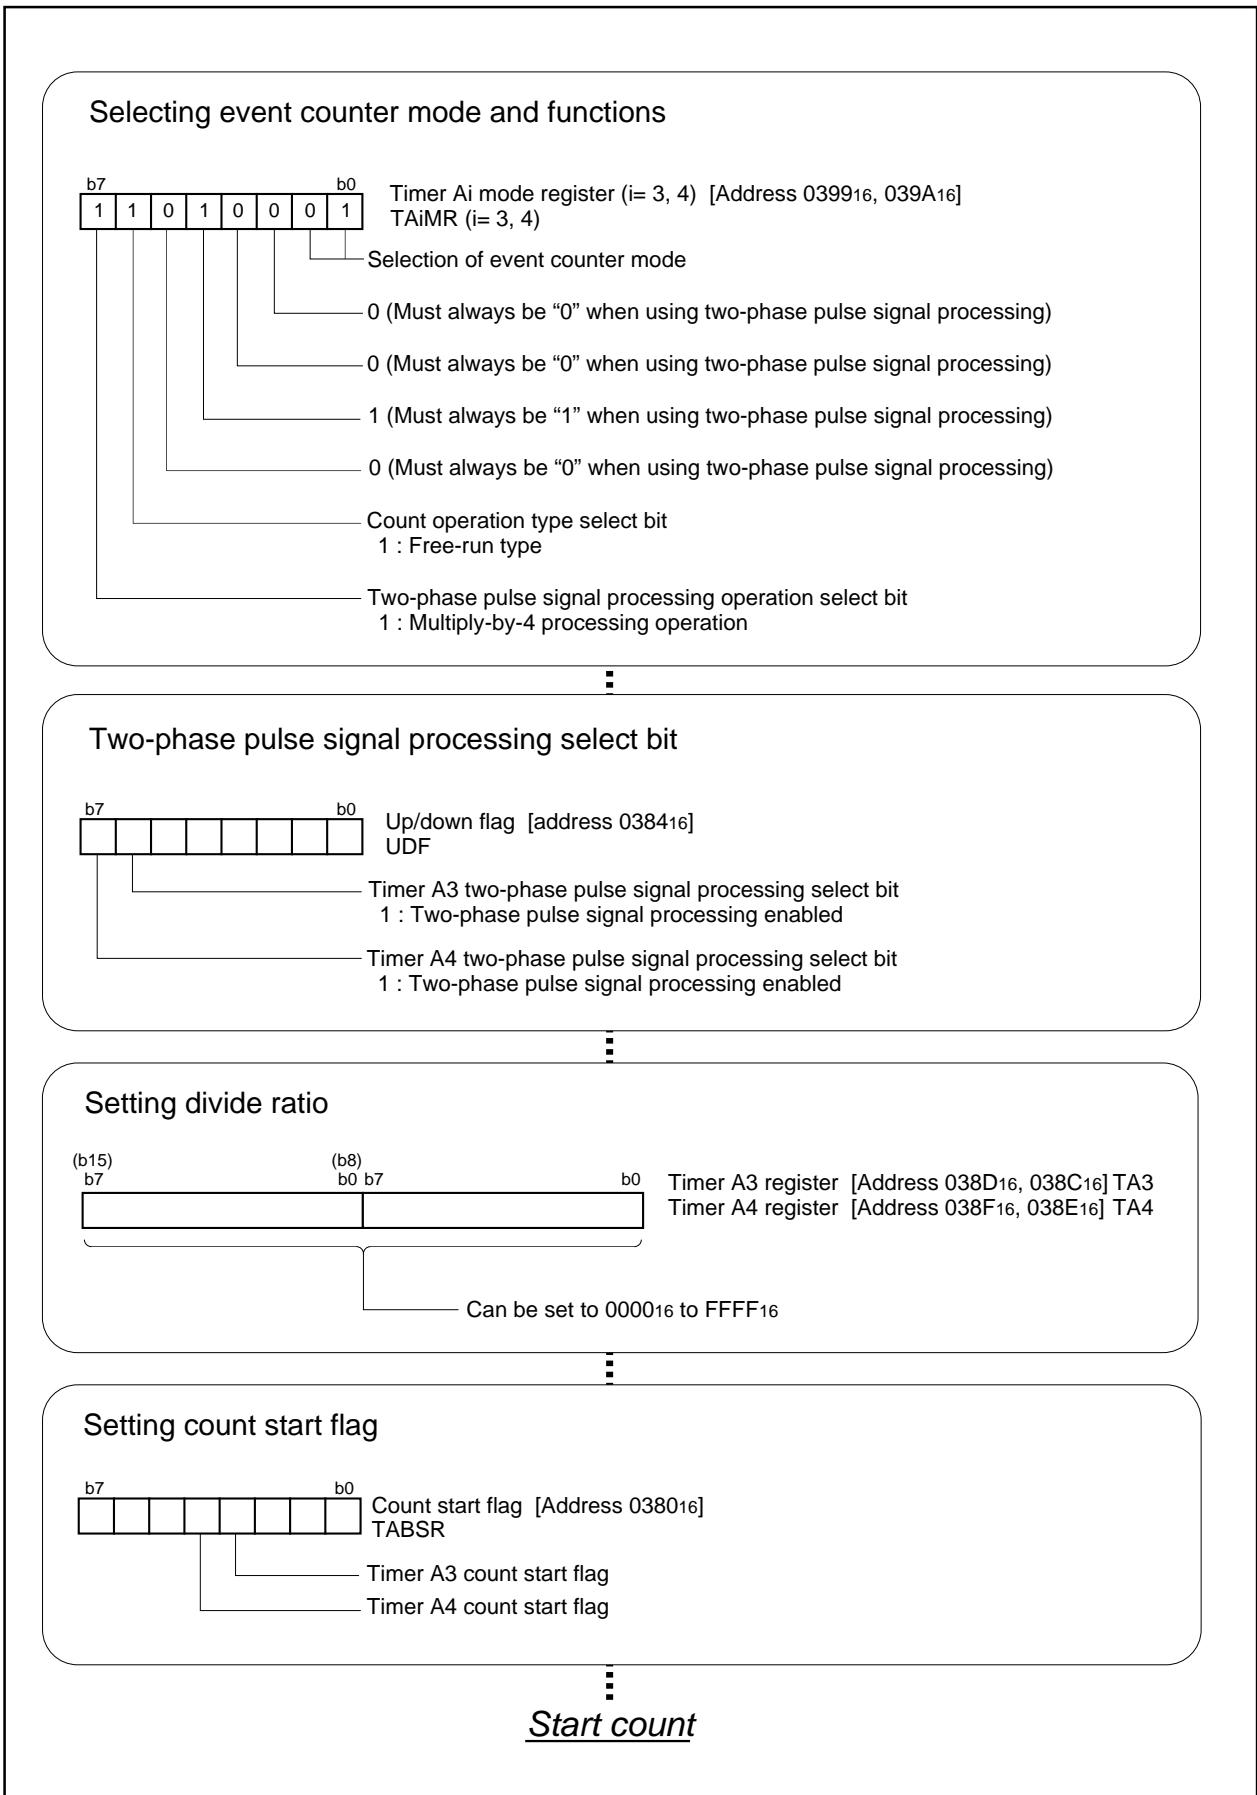 Selecting event counter mode and functions
b7 b0
1 1 0 1 0 0 0 1
Timer Ai mode register (i= 3, 4) [Address 039916, 039A16]
TAiMR (i= 3, 4)
Selection of event counter mode
0 (Must always be “0” when using two-phase pulse signal processing)
0 (Must always be “0” when using two-phase pulse signal processing)
1 (Must always be “1” when using two-phase pulse signal processing)
0 (Must always be “0” when using two-phase pulse signal processing)
Count operation type select bit
1 : Free-run type
Two-phase pulse signal processing operation select bit
1 : Multiply-by-4 processing operation
Two-phase pulse signal processing select bit
b7 b0
Up/down flag [address 038416]
UDF
Timer A3 two-phase pulse signal processing select bit
1 : Two-phase pulse signal processing enabled
Timer A4 two-phase pulse signal processing select bit
1 : Two-phase pulse signal processing enabled
Setting divide ratio
(b15) (b8)
b7 b0 b7 b0
Timer A3 register [Address 038D16, 038C16] TA3
Timer A4 register [Address 038F16, 038E16] TA4
Can be set to 000016 to FFFF16
Setting count start flag
b7 b0
Count start flag [Address 038016]
TABSR
Timer A3 count start flag
Timer A4 count start flag
Start count